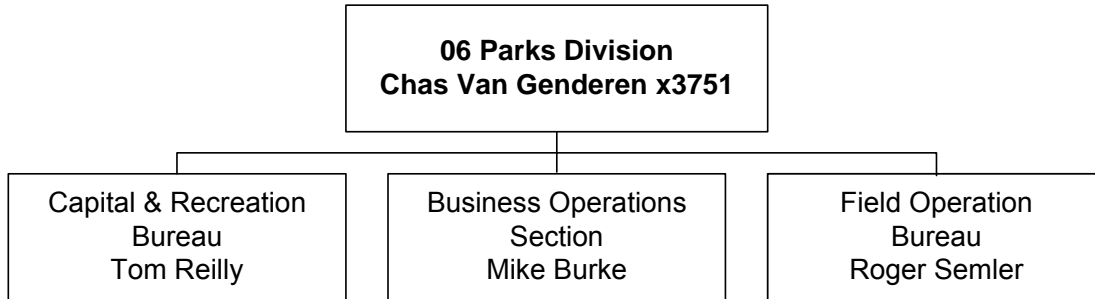 06 Parks Division
Chas Van Genderen x3751
Capital & Recreation
Bureau
Tom Reilly
Business Operations
Section
Mike Burke
Field Operation
Bureau
Roger Semler